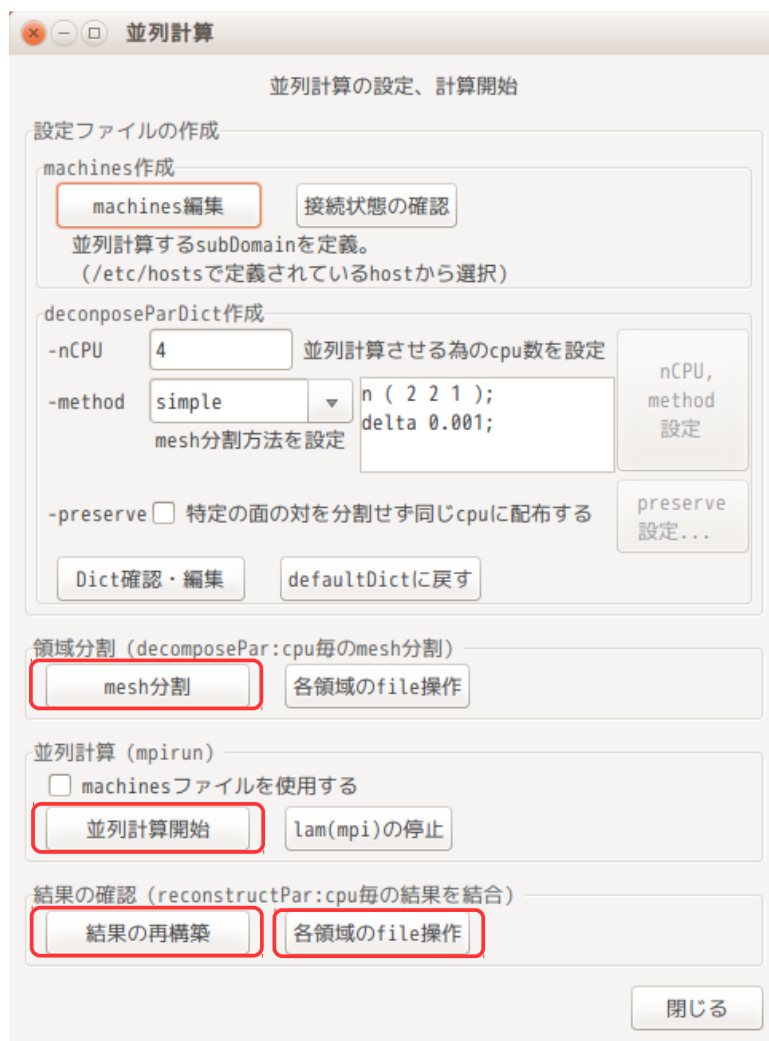 並列計算
並列計算の設定、計算開始
設定ファイルの作成
machines作成
machines編集
接続状態の確認
並列計算するsubDomainを定義。
(/etc/hostsで定義されているhostから選択)
deconposeParDict作成
-nCPU
4
並列計算させる為のcpu数を設定
nCPU,
method
設定
-method
simple
n ( 2 2 1 );
delta 0.001;
mesh分割方法を設定
-preserve
特定の面の対を分割せず同じcpuに配布する
preserve
設定...
Dict確認・編集
defaultDictに戻す
領域分割 (decomposePar:cpu毎のmesh分割)
mesh分割
各領域のfile操作
並列計算 (mpirun)
machinesファイルを使用する
並列計算開始
lam(mpi)の停止
結果の確認 (reconstructPar:cpu毎の結果を結合)
結果の再構築
各領域のfile操作
閉じる